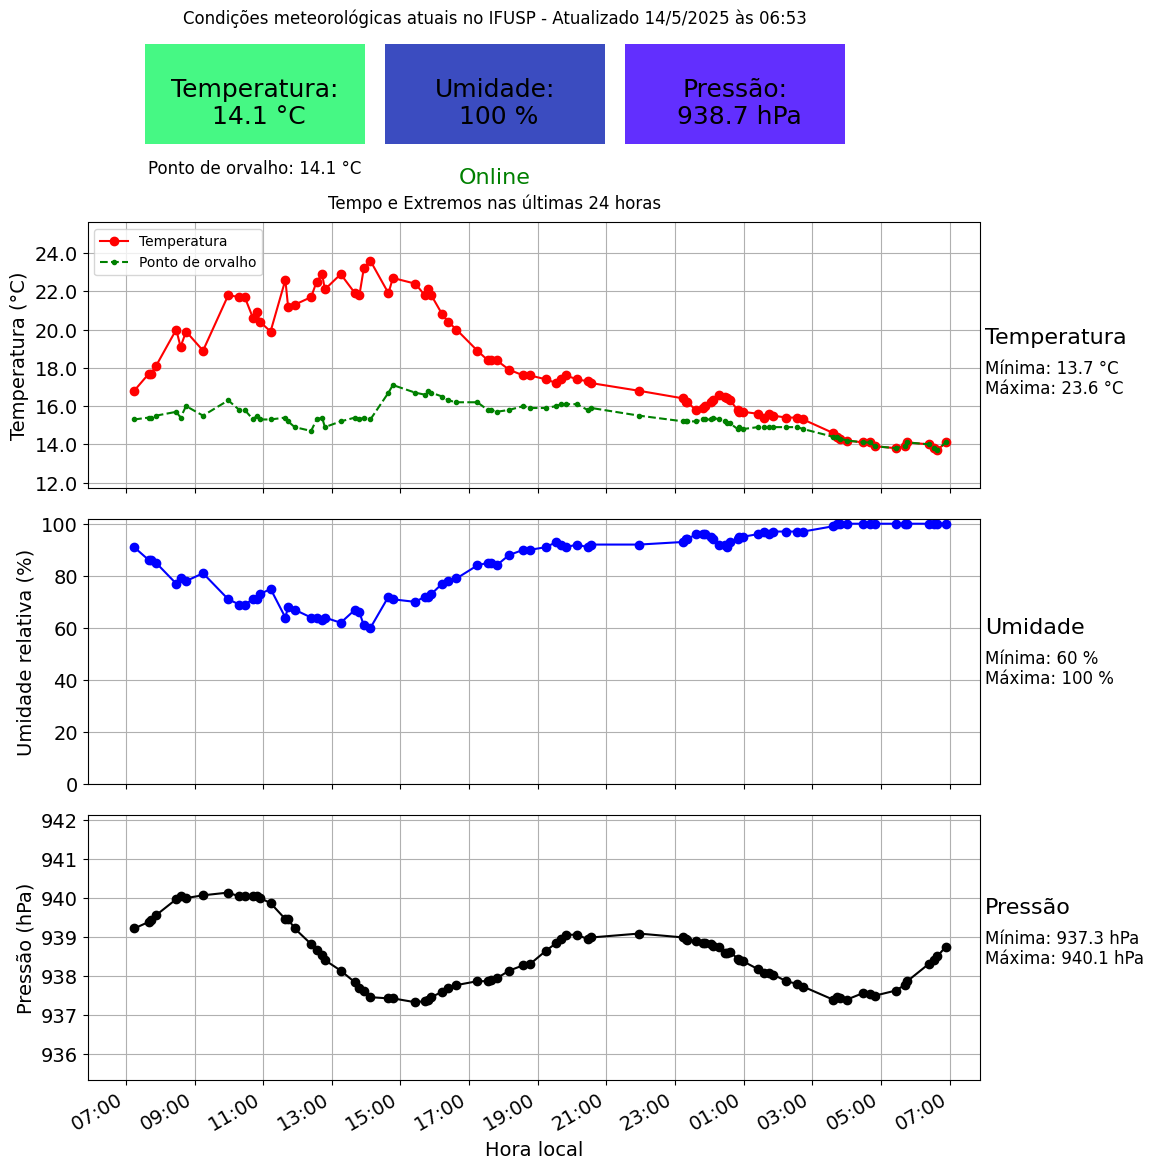 Condições meteorológicas atuais no IFUSP - Atualizado 14/5/2025 às 06:53
Temperatura:
14.1 °C
Umidade:
100 %
Pressão:
938.7 hPa
Ponto de orvalho: 14.1 °C
Online
Tempo e Extremos nas últimas 24 horas
Temperatura (°C)
24.0
22.0
20.0
18.0
16.0
14.0
12.0
Temperatura
Ponto de orvalho
Temperatura
Mínima: 13.7 °C
Máxima: 23.6 °C
Umidade relativa (%)
100
80
60
40
20
0
Umidade
Mínima: 60 %
Máxima: 100 %
Pressão (hPa)
942
941
940
939
938
937
936
Pressão
Mínima: 937.3 hPa
Máxima: 940.1 hPa
07:00
09:00
11:00
13:00
15:00
17:00
19:00
21:00
23:00
01:00
03:00
05:00
07:00
Hora local